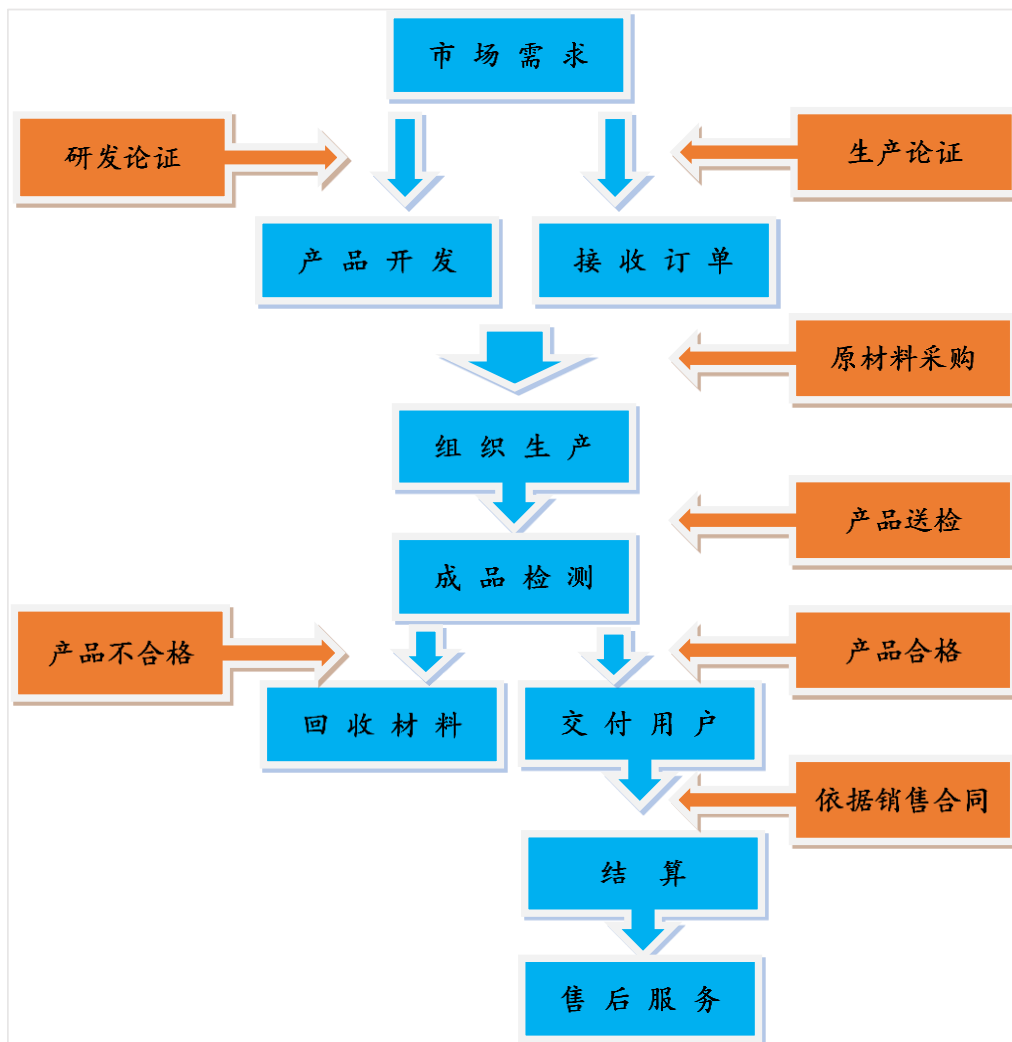 市场需求
研发论证
生产论证
产品开发
接收订单
原材料采购
组织生产
产品送检
成品检测
产品不合格
产品合格
回收材料
交付用户
依据销售合同
结算
售后服务